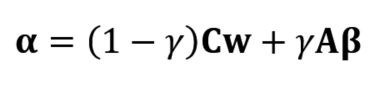 𝛂 = (1 − 𝛾)𝐂𝐰 + 𝛾𝐀𝛃